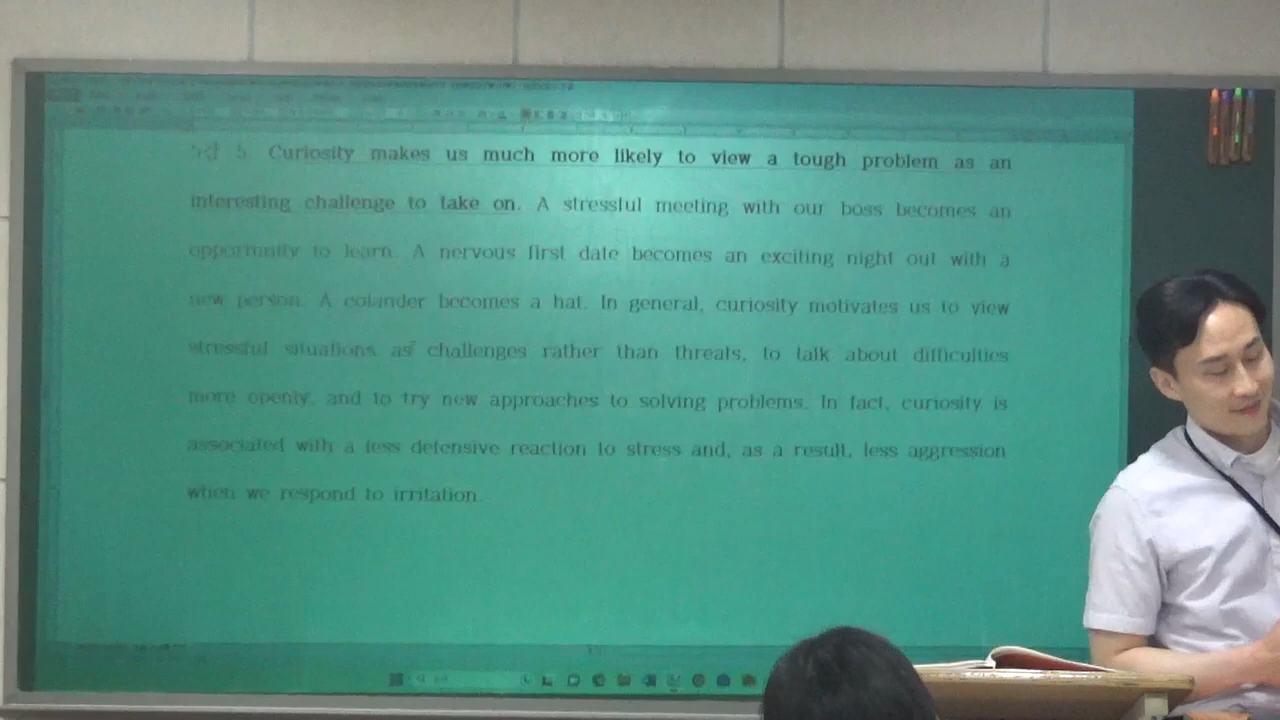 5. Curiosity makes us much more likely to view a tough problem as an
interesting challenge to take on. A stressful meeting with our boss becomes an
opportunity to learn. A nervous first date becomes an exciting night out with a
new person. A colander becomes a hat. In general, curiosity motivates us to view
stressful situations as challenges rather than threats, to talk about difficulties
more openly, and to try new approaches to solving problems. In fact, curiosity is
associated with a less defensive reaction to stress and, as a result, less aggression
when we respond to irritation.